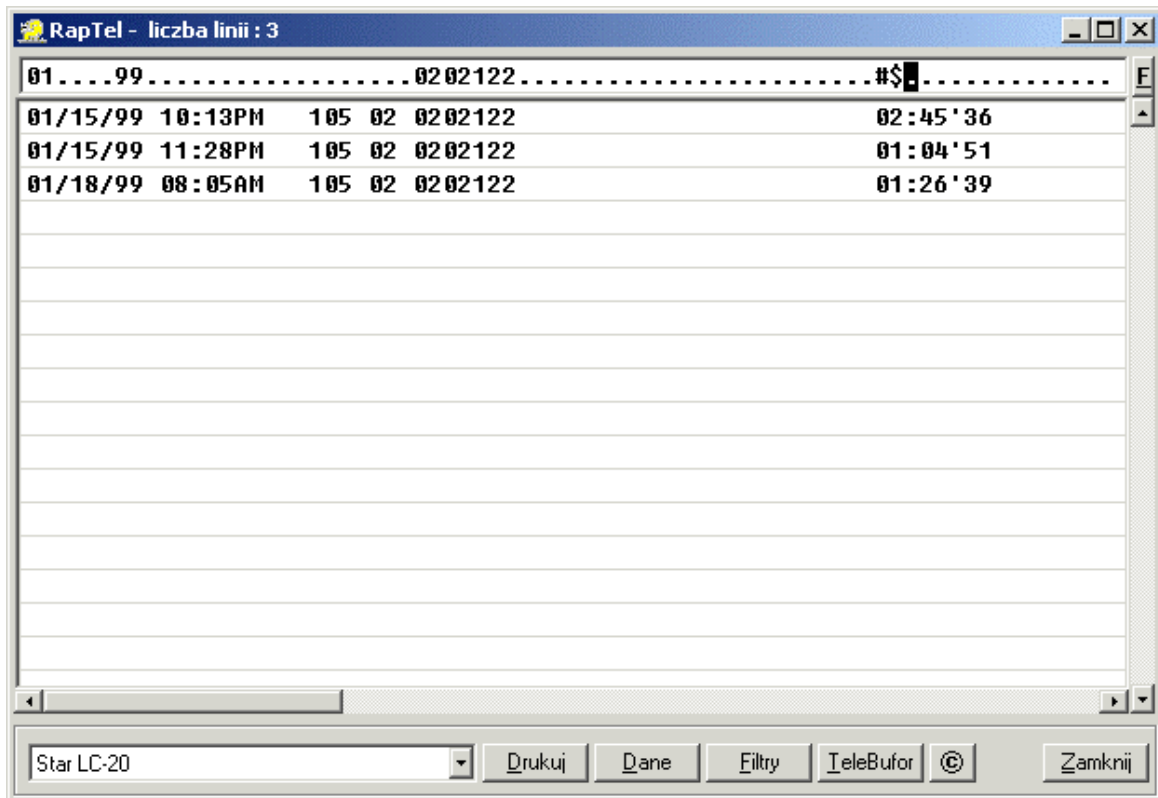 RapTel - liczba linii : 3
01....99..................0202122........................#$..............
F
01/15/99 10:13PM 105 02 0202122 02:45'36
01/15/99 11:28PM 105 02 0202122 01:04'51
01/18/99 08:05AM 105 02 0202122 01:26'39
Star LC-20 Drukuj Dane Filtry TeleBufor © Zamknij